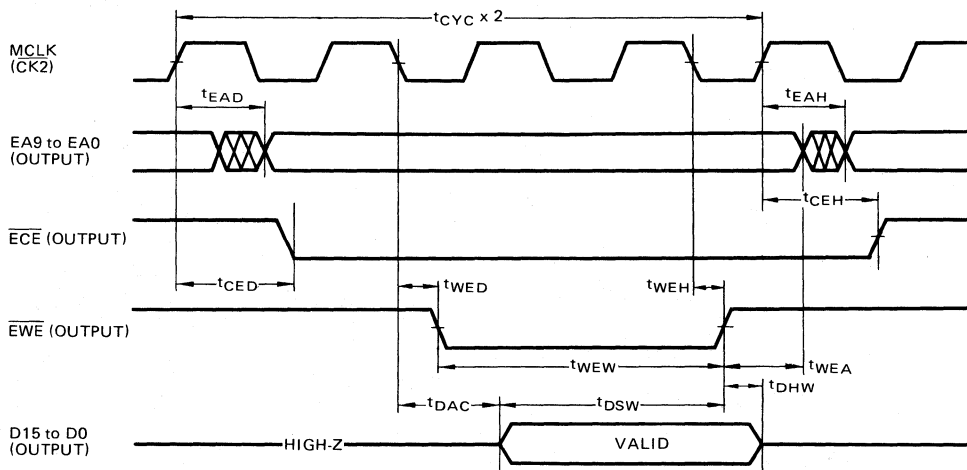 tCYC x 2
MCLK
(CK2)
tEAD
tEAH
EA9 to EA0
(OUTPUT)
tCEH
ECE (OUTPUT)
tCED
tWED
tWEH
EWE (OUTPUT)
tWEW
tWEA
tDHW
tDAC
tDSW
D15 to D0
(OUTPUT)
HIGH-Z
VALID